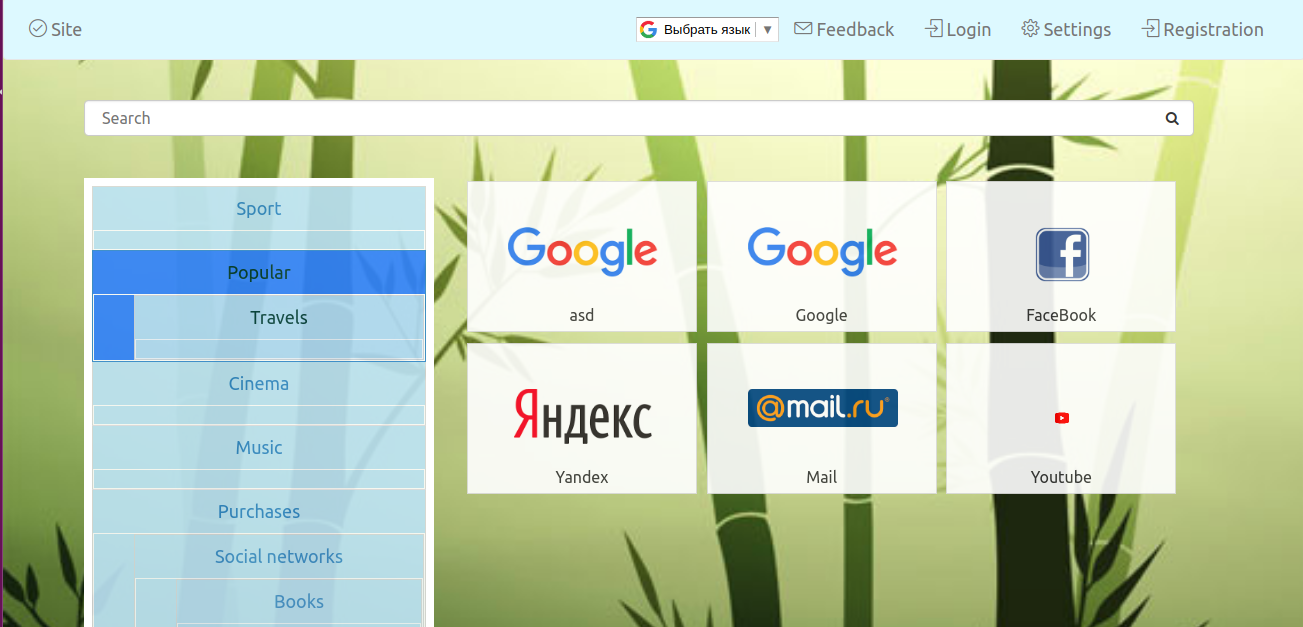 Site
Выбрать язык ▼
Feedback
Login
Settings
Registration
Search
Sport
Popular
Travels
Cinema
Music
Purchases
Social networks
Books
Google
asd
Google
Google
f
FaceBook
Яндекс
Yandex
@mail.ru®
Mail
Youtube